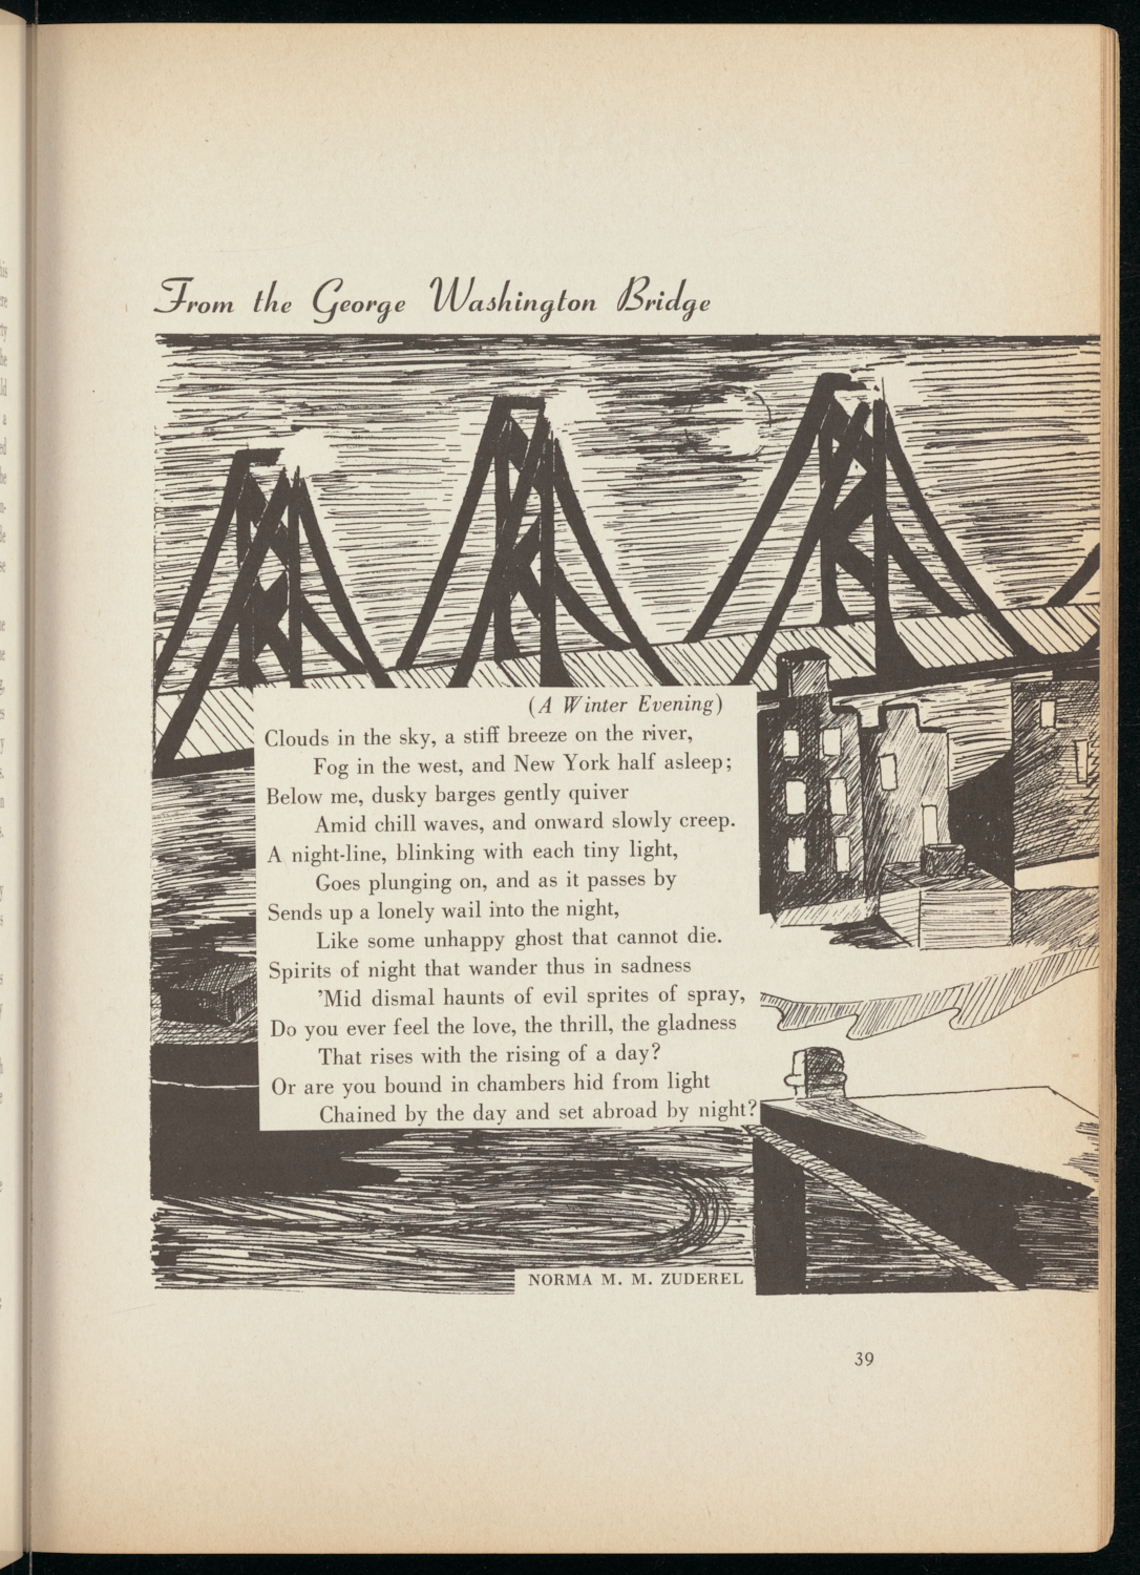 From the George Washington Bridge
(A Winter Evening)
Clouds in the sky, a stiff breeze on the river,
Fog in the west, and New York half asleep;
Below me, dusky barges gently quiver
Amid chill waves, and onward slowly creep.
A night-line, blinking with each tiny light,
Goes plunging on, and as it passes by
Sends up a lonely wail into the night,
Like some unhappy ghost that cannot die.
Spirits of night that wander thus in sadness
'Mid dismal haunts of evil sprites of spray,
Do you ever feel the love, the thrill, the gladness
That rises with the rising of a day?
Or are you bound in chambers hid from light
Chained by the day and set abroad by night?
NORMA M. M. ZUDEREL
39